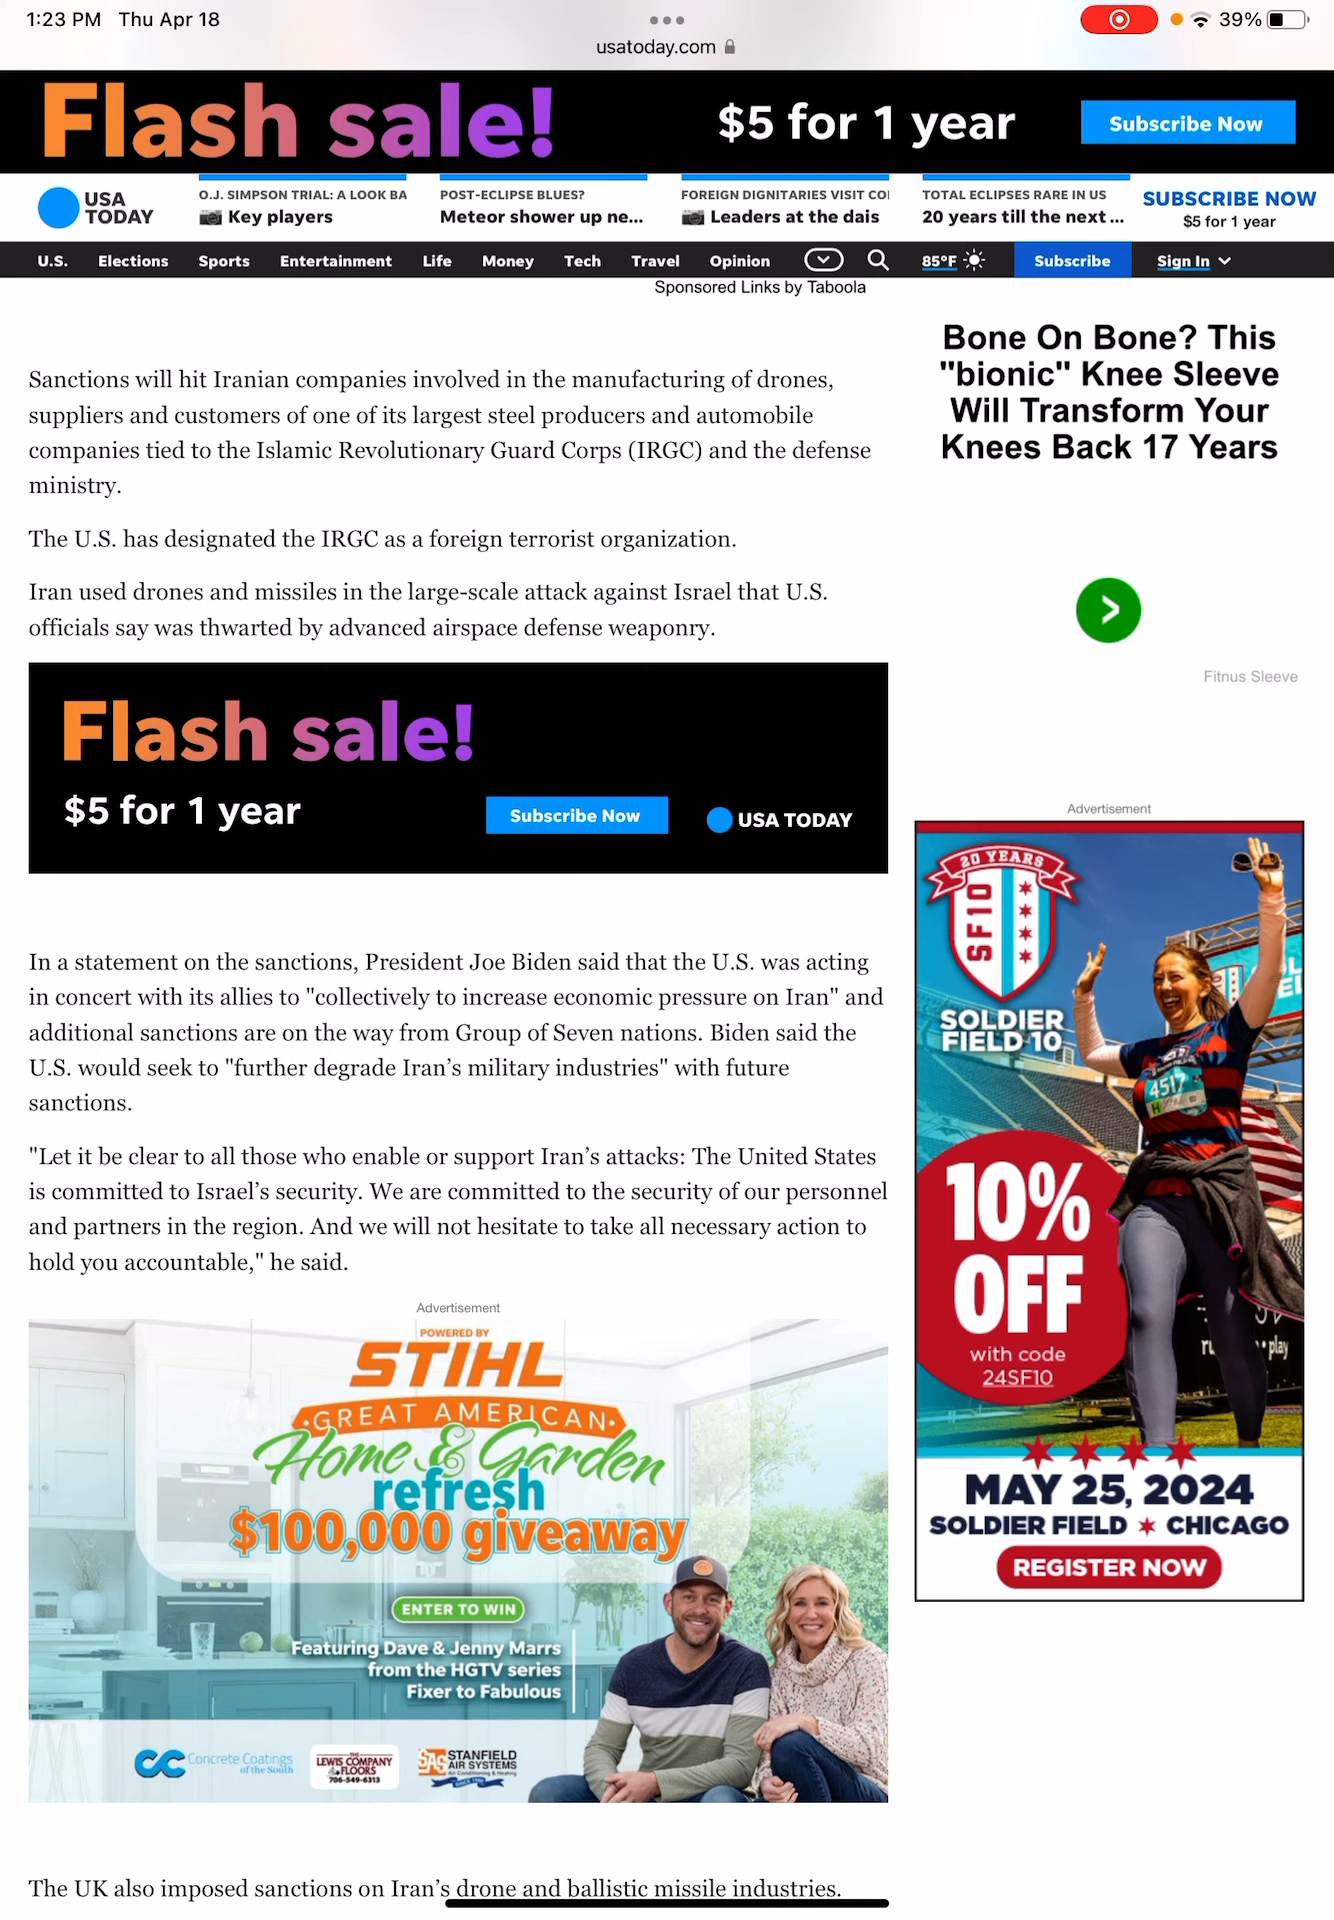 1:23 PM Thu Apr 18
39%
usatoday.com
Flash sale!
$5 for 1 year
Subscribe Now
USA
TODAY
O.J. SIMPSON TRIAL: A LOOK BA
Key players
POST-ECLIPSE BLUES?
Meteor shower up ne...
FOREIGN DIGNITARIES VISIT CO
Leaders at the dais
TOTAL ECLIPSES RARE IN US
20 years till the next ...
SUBSCRIBE NOW
$5 for 1 year
U.S. Elections Sports Entertainment Life Money Tech Travel Opinion 85°F Subscribe Sign In
Sponsored Links by Taboola
Sanctions will hit Iranian companies involved in the manufacturing of drones,
suppliers and customers of one of its largest steel producers and automobile
companies tied to the Islamic Revolutionary Guard Corps (IRGC) and the defense
ministry.
The U.S. has designated the IRGC as a foreign terrorist organization.
Iran used drones and missiles in the large-scale attack against Israel that U.S.
officials say was thwarted by advanced airspace defense weaponry.
Flash sale!
$5 for 1 year
Subscribe Now
USA TODAY
In a statement on the sanctions, President Joe Biden said that the U.S. was acting
in concert with its allies to "collectively to increase economic pressure on Iran" and
additional sanctions are on the way from Group of Seven nations. Biden said the
U.S. would seek to "further degrade Iran’s military industries" with future
sanctions.
"Let it be clear to all those who enable or support Iran’s attacks: The United States
is committed to Israel’s security. We are committed to the security of our personnel
and partners in the region. And we will not hesitate to take all necessary action to
hold you accountable," he said.
Advertisement
POWERED BY
STIHL
•GREAT AMERICAN•
Home & Garden
refresh
$100,000 giveaway
ENTER TO WIN
Featuring Dave & Jenny Marrs
from the HGTV series
Fixer to Fabulous
CC Concrete Coatings
of the South
THE
LEWIS COMPANY
FLOORS
706-549-6313
SAS STANFIELD
AIR SYSTEMS
Air Conditioning & Heating
The UK also imposed sanctions on Iran’s drone and ballistic missile industries.
Bone On Bone? This
"bionic" Knee Sleeve
Will Transform Your
Knees Back 17 Years
Fitnus Sleeve
Advertisement
20 YEARS
SF10
SOLDIER
FIELD 10
4517
10%
OFF
with code
24SF10
MAY 25, 2024
SOLDIER FIELD CHICAGO
REGISTER NOW